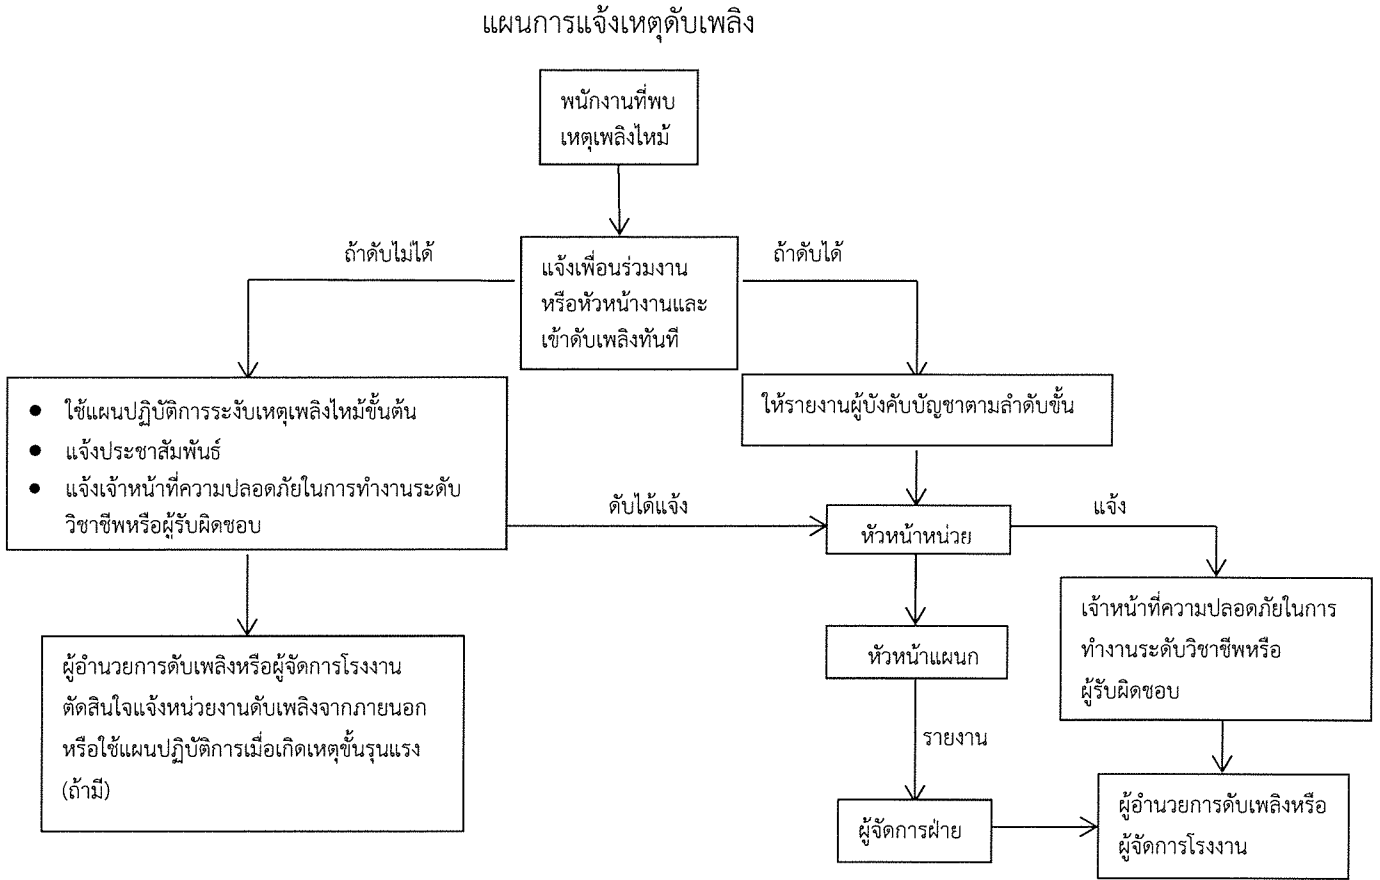 แผนการแจ้งเหตุดับเพลิง
พนักงานที่พบ
เหตุเพลิงไหม้
ถ้าดับไม่ได้
แจ้งเพื่อนร่วมงาน
หรือหัวหน้างานและ
เข้าดับเพลิงทันที
ถ้าดับได้
● ใช้แผนปฏิบัติการระงับเหตุเพลิงไหม้ขั้นต้น
● แจ้งประชาสัมพันธ์
● แจ้งเจ้าหน้าที่ความปลอดภัยในการทำงานระดับ
วิชาชีพหรือผู้รับผิดชอบ
ให้รายงานผู้บังคับบัญชาตามลำดับขั้น
ดับได้แจ้ง
หัวหน้าหน่วย
แจ้ง
เจ้าหน้าที่ความปลอดภัยในการ
ทำงานระดับวิชาชีพหรือ
ผู้รับผิดชอบ
ผู้อำนวยการดับเพลิงหรือผู้จัดการโรงงาน
ตัดสินใจแจ้งหน่วยงานดับเพลิงจากภายนอก
หรือใช้แผนปฏิบัติการเมื่อเกิดเหตุขั้นรุนแรง
(ถ้ามี)
หัวหน้าแผนก
รายงาน
ผู้จัดการฝ่าย
ผู้อำนวยการดับเพลิงหรือ
ผู้จัดการโรงงาน